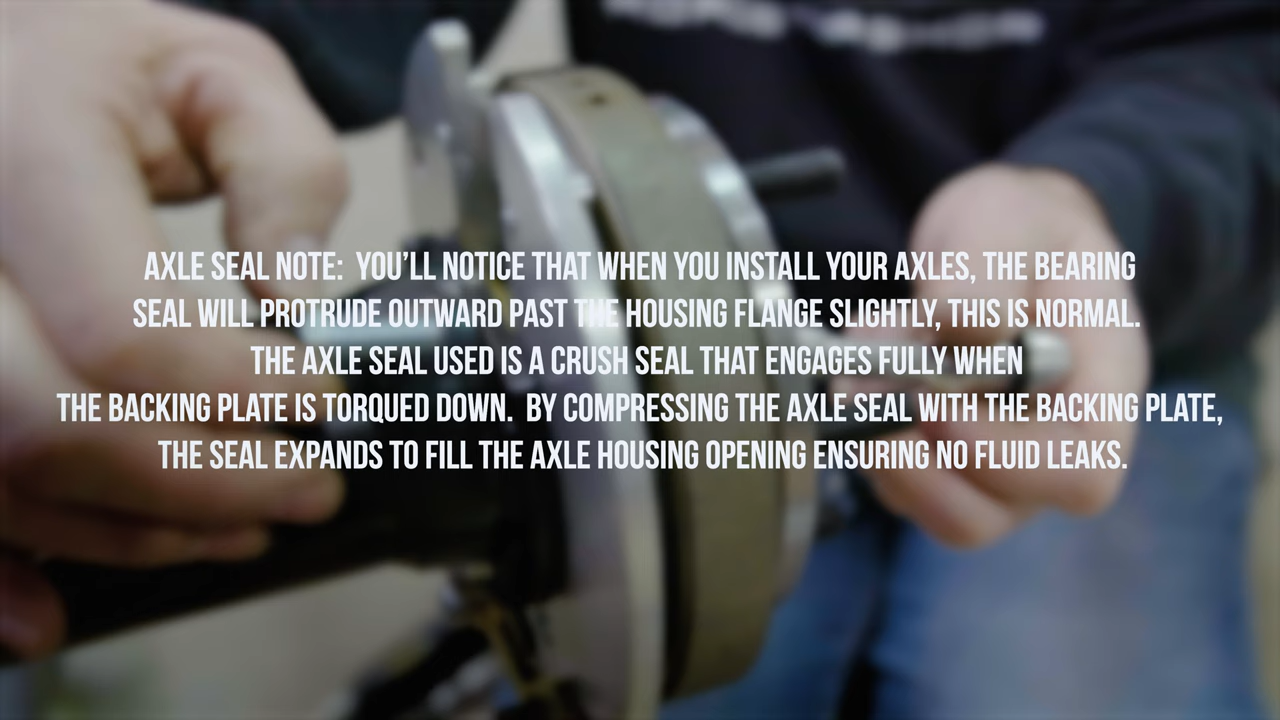 AXLE SEAL NOTE:  YOU'LL NOTICE THAT WHEN YOU INSTALL YOUR AXLES, THE BEARING
SEAL WILL PROTRUDE OUTWARD PAST THE HOUSING FLANGE SLIGHTLY, THIS IS NORMAL.
THE AXLE SEAL USED IS A CRUSH SEAL THAT ENGAGES FULLY WHEN
THE BACKING PLATE IS TORQUED DOWN.  BY COMPRESSING THE AXLE SEAL WITH THE BACKING PLATE,
THE SEAL EXPANDS TO FILL THE AXLE HOUSING OPENING ENSURING NO FLUID LEAKS.